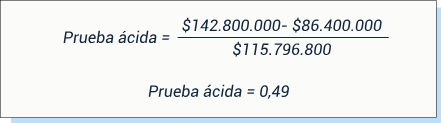 Prueba ácida = $142.800.000- $86.400.000
$115.796.800
Prueba ácida = 0,49